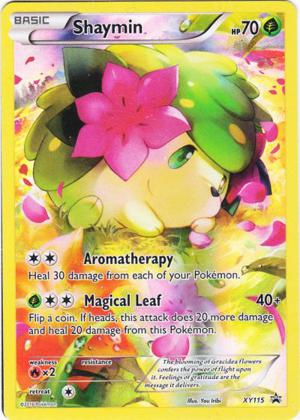 BASIC
Shaymin
HP70
Aromatherapy
Heal 30 damage from each of your Pokémon.
Magical Leaf 40+
Flip a coin. If heads, this attack does 20 more damage
and heal 20 damage from this Pokémon.
weakness resistance
×2
retreat
The blooming of Gracidea flowers
confers the power of flight upon
it. Feelings of gratitude are the
message it delivers.
Illus. You Iribi
XY115
PROMO